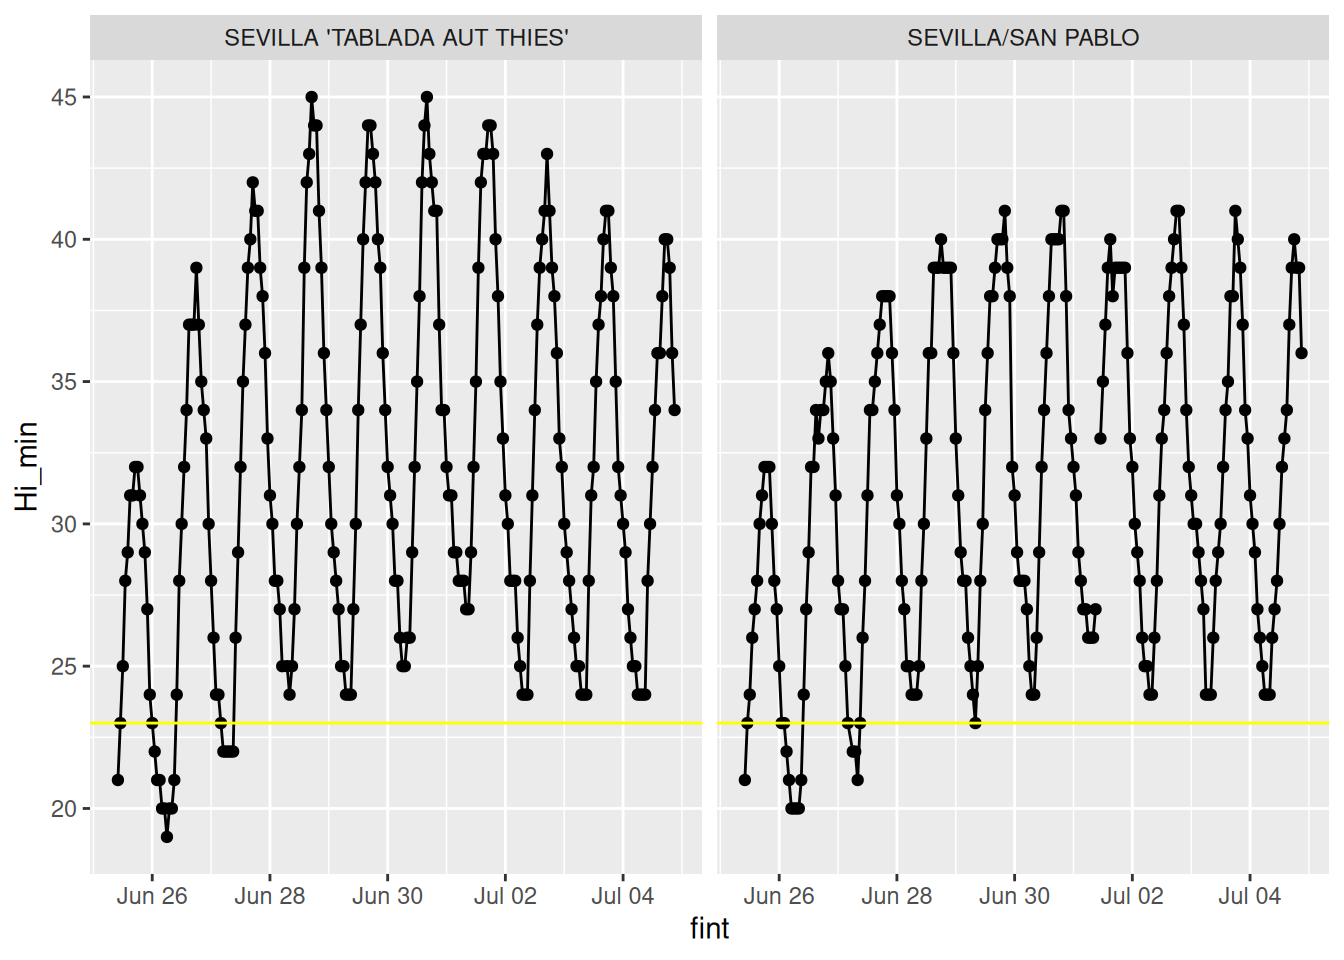 SEVILLA 'TABLADA AUT THIES'
SEVILLA/SAN PABLO
Hi_min
45
40
35
30
25
20
Jun 26
Jun 28
Jun 30
Jul 02
Jul 04
Jun 26
Jun 28
Jun 30
Jul 02
Jul 04
fint